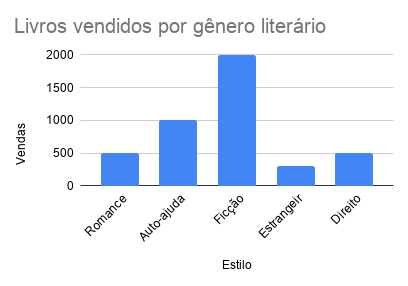 Livros vendidos por gênero literário
Vendas
2000
1500
1000
500
0
Romance
Auto-ajuda
Ficção
Estrangeir
Direito
Estilo